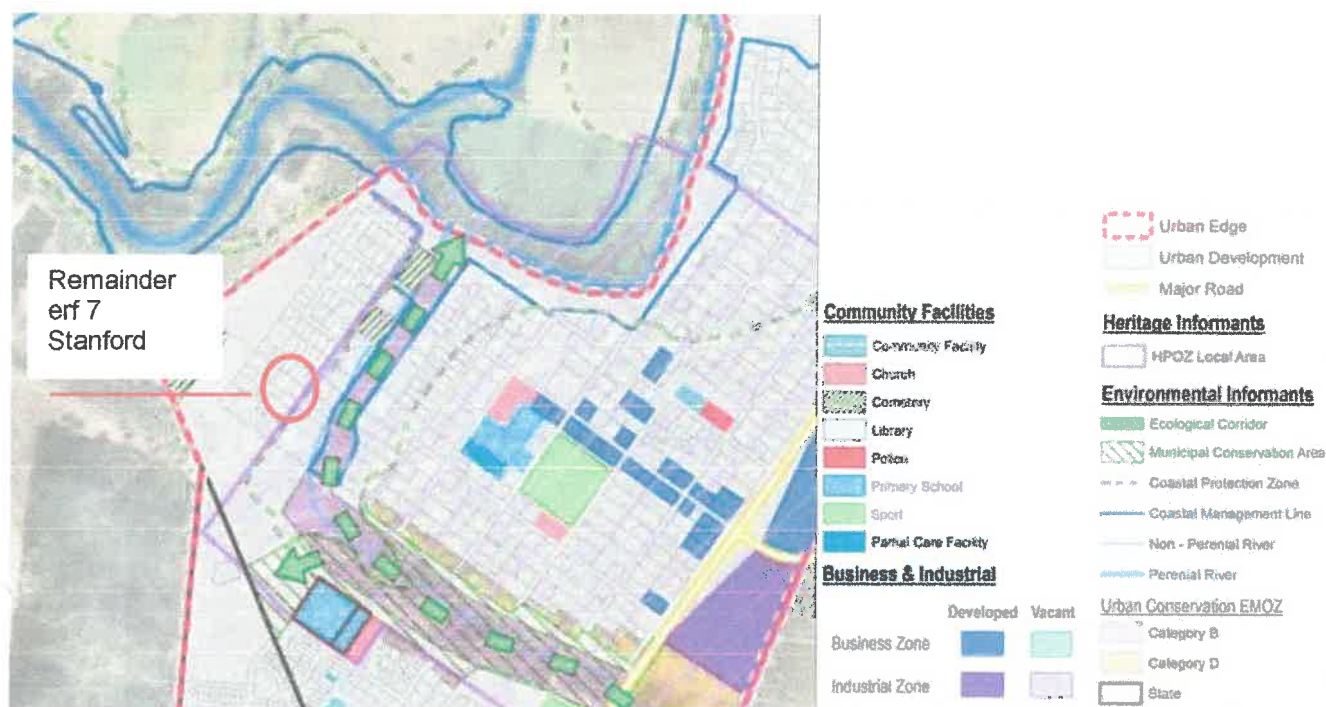 Remainder
erf 7
Stanford
Community Facilities
Community Facility
Church
Cemetery
Library
Police
Primary School
Sport
Partial Care Facility
Business & Industrial
Developed Vacant
Business Zone
Industrial Zone
Urban Edge
Urban Development
Major Road
Heritage Informants
HPOZ Local Area
Environmental Informants
Ecological Corridor
Municipal Conservation Area
Coastal Protection Zone
Coastal Management Line
Non - Perenial River
Perenial River
Urban Conservation EMOZ
Category B
Category D
State